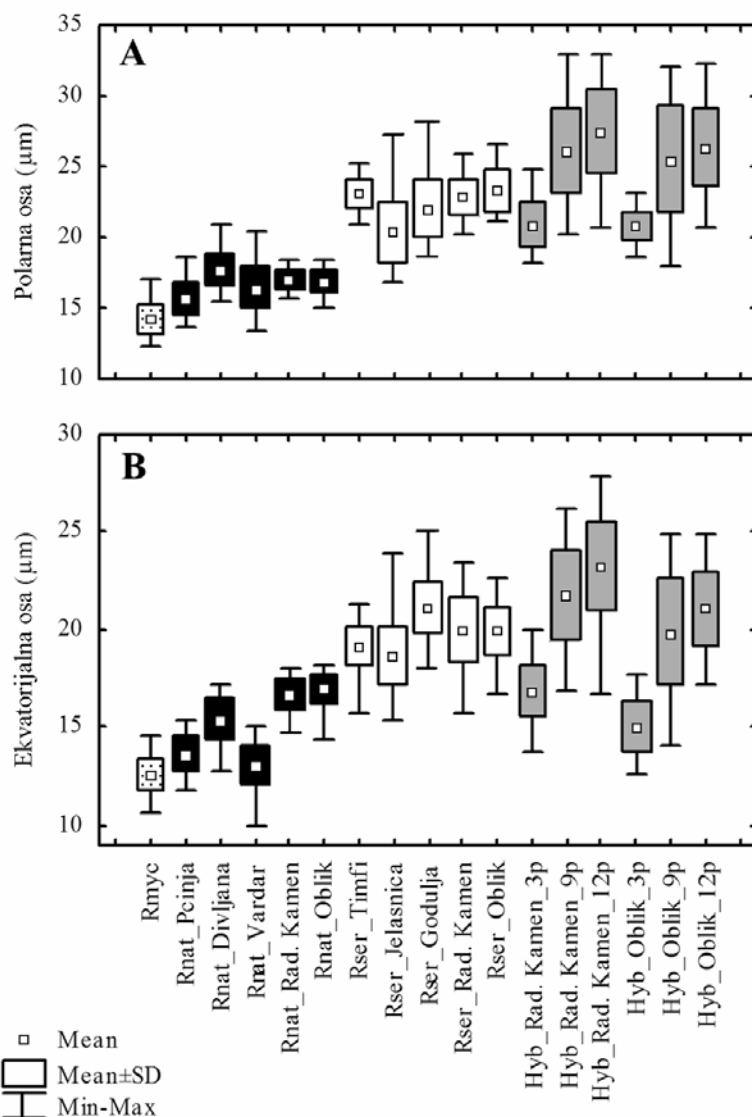 A
Polarna osa (µm)
35
30
25
20
15
10
B
Ekvatorijalna osa (µm)
30
25
20
15
10
Rmyc
Rnat_Pcinja
Rnat_Divljana
Rnat_Vardar
Rnat_Rad. Kamen
Rnat_Oblik
Rser_Timfi
Rser_Jelasnica
Rser_Godulja
Rser_Rad. Kamen
Rser_Oblik
Hyb_Rad. Kamen_3p
Hyb_Rad. Kamen_9p
Hyb_Rad. Kamen_12p
Hyb_Oblik_3p
Hyb_Oblik_9p
Hyb_Oblik_12p
Mean
Mean±SD
Min-Max